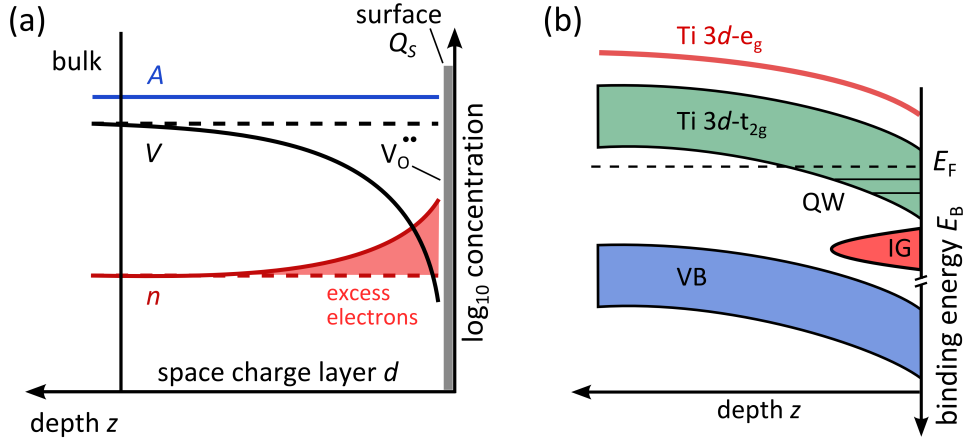 (a)
surface
Q_S
bulk
A
V
V_O^••
n
excess
electrons
space charge layer d
depth z
log₁₀ concentration
(b)
Ti 3d-e_g
Ti 3d-t_2g
E_F
QW
IG
VB
depth z
binding energy E_B